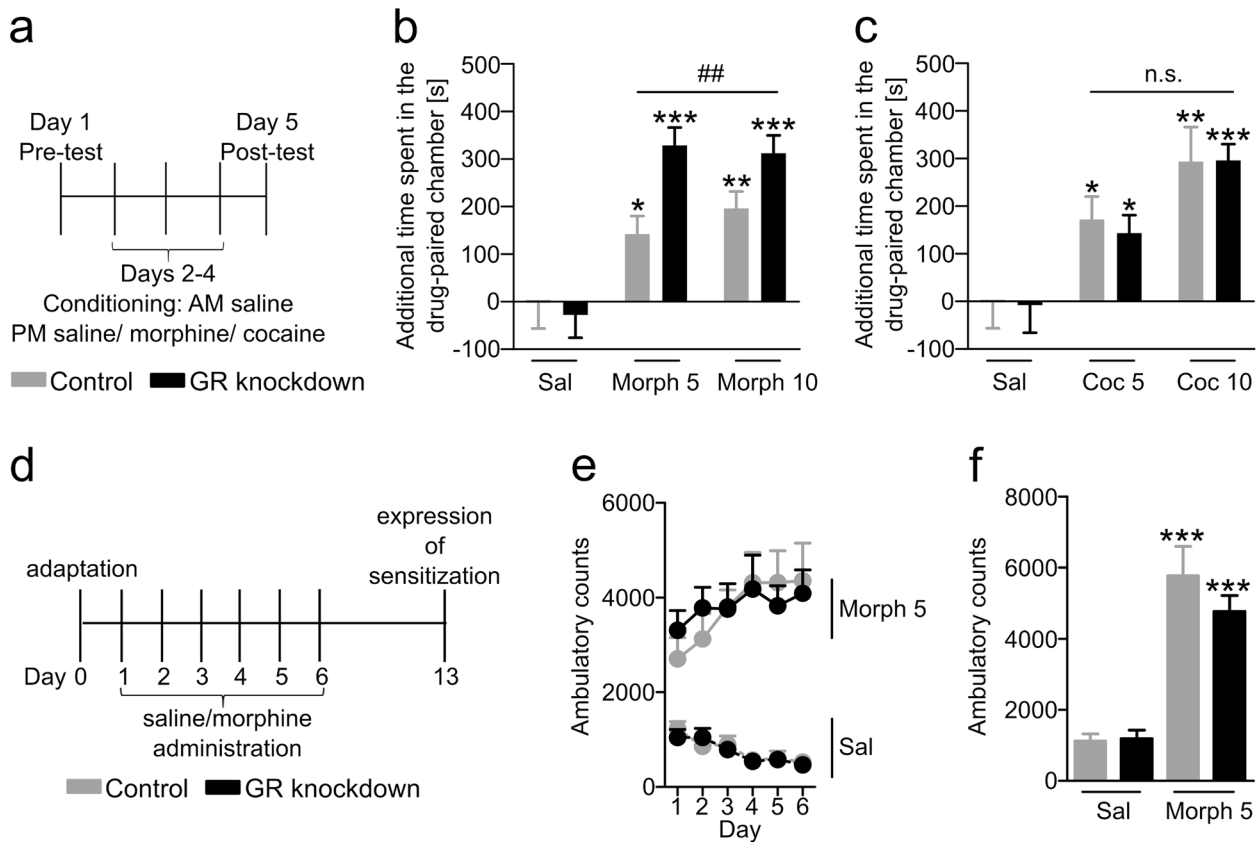 a
Day 1
Pre-test
Day 5
Post-test
Days 2-4
Conditioning: AM saline
PM saline/ morphine/ cocaine
Control GR knockdown
b
Additional time spent in the
drug-paired chamber [s]
500
400
300
200
100
0
-100
##
*
***
**
***
Sal Morph 5 Morph 10
c
Additional time spent in the
drug-paired chamber [s]
500
400
300
200
100
0
-100
n.s.
*
*
**
***
Sal Coc 5 Coc 10
d
adaptation
expression
of
sensitization
Day 0 1 2 3 4 5 6 13
saline/morphine
administration
Control GR knockdown
e
Ambulatory counts
6000
4000
2000
0
Morph 5
Sal
1 2 3 4 5 6
Day
f
Ambulatory counts
8000
6000
4000
2000
0
***
***
Sal Morph 5